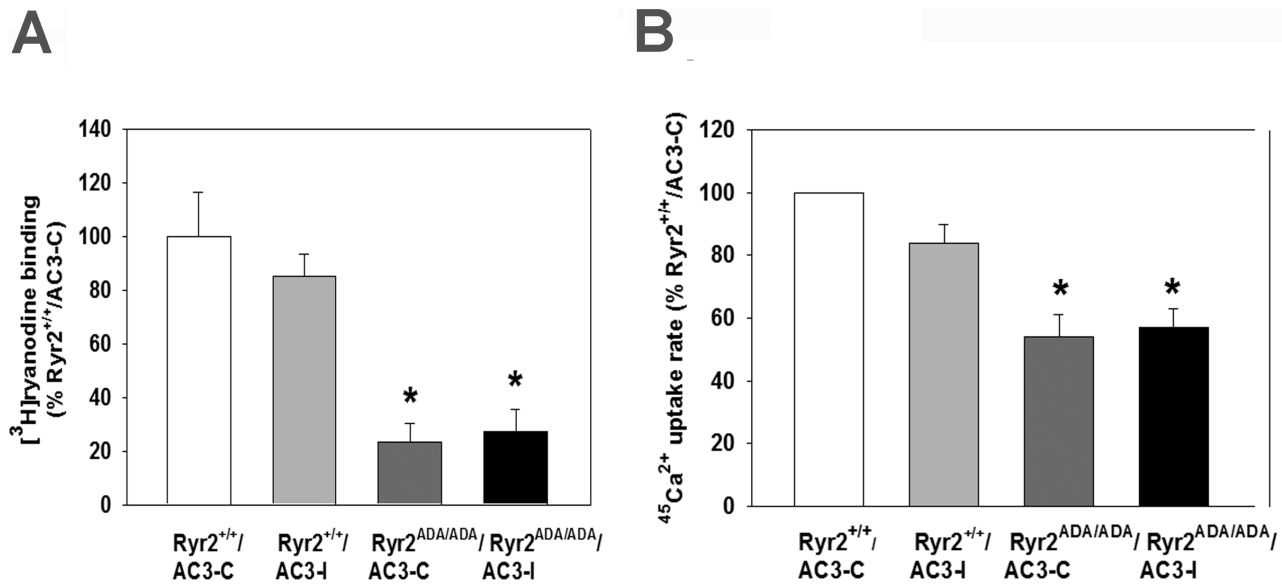 A
B
[³H]ryanodine binding
(% Ryr2⁺/⁺/AC3-C)
140
120
100
80
60
40
20
0
*
*
Ryr2⁺/⁺/
AC3-C
Ryr2⁺/⁺/
AC3-I
Ryr2ADA/ADA/
AC3-C
Ryr2ADA/ADA/
AC3-I
⁴⁵Ca²⁺ uptake rate (% Ryr2⁺/⁺/AC3-C)
120
100
80
60
40
20
0
*
*
Ryr2⁺/⁺/
AC3-C
Ryr2⁺/⁺/
AC3-I
Ryr2ADA/ADA/
AC3-C
Ryr2ADA/ADA/
AC3-I